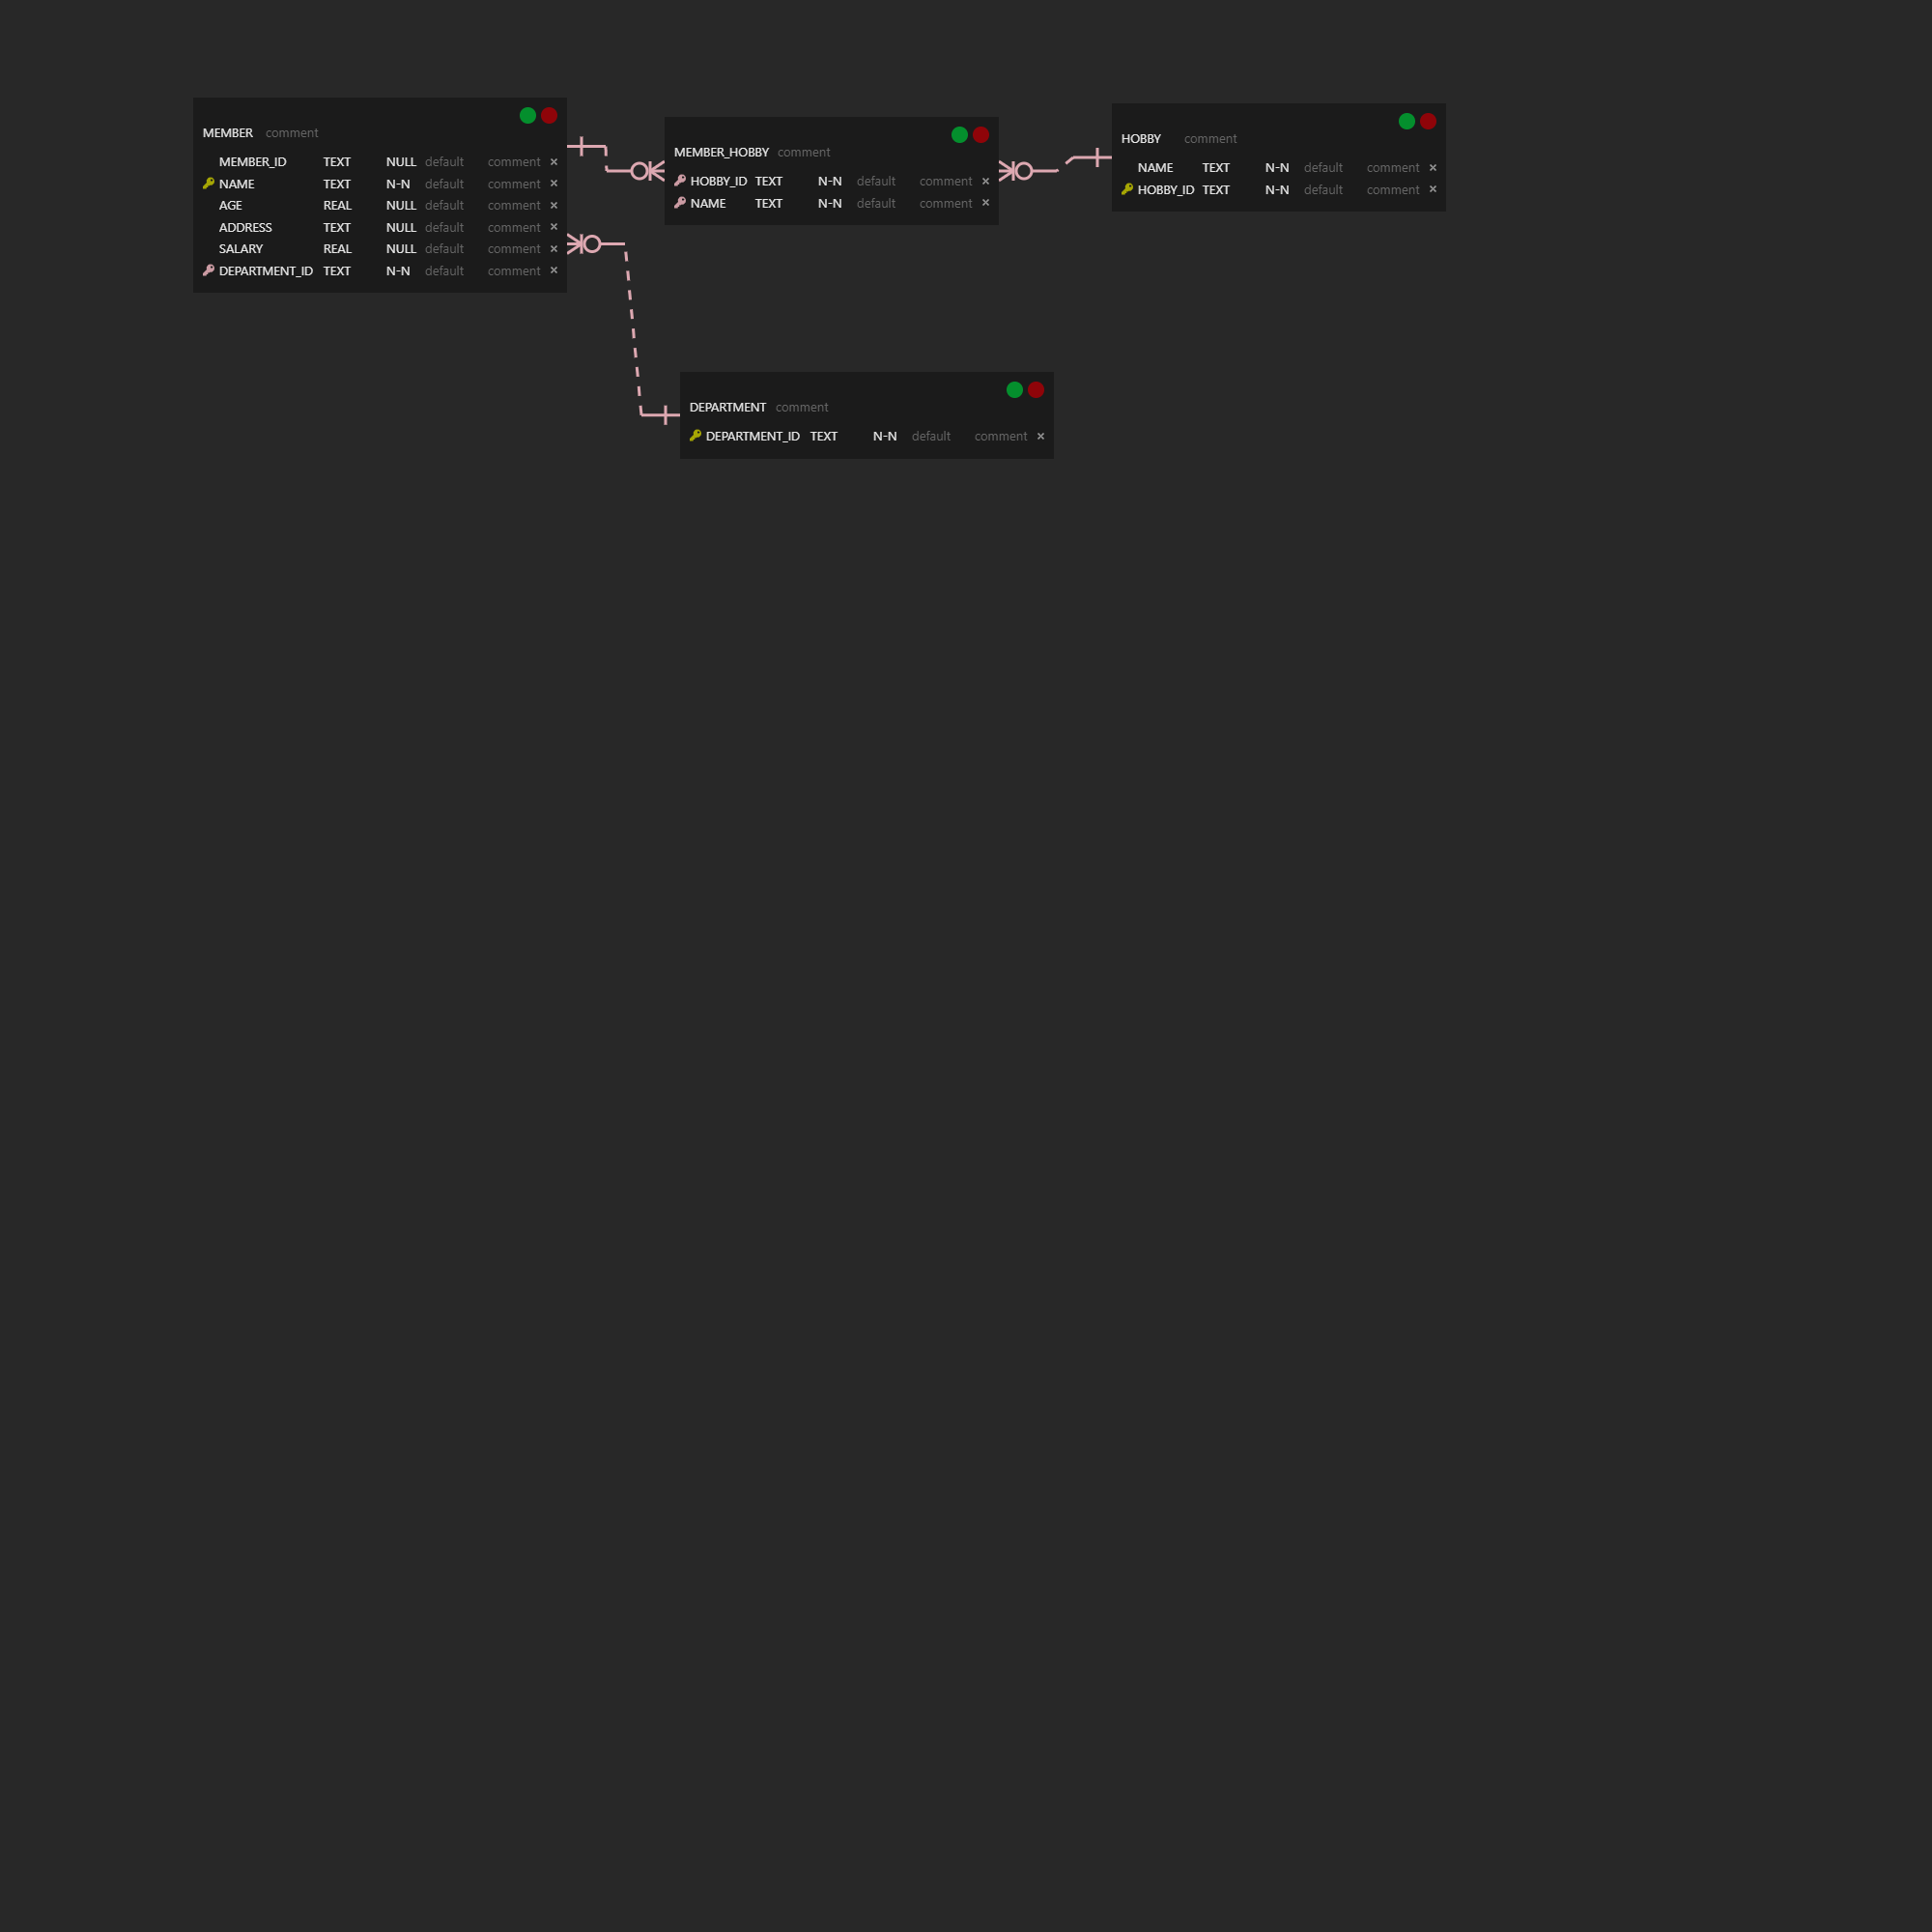 MEMBER comment
MEMBER_ID TEXT NULL default comment ×
NAME TEXT N-N default comment ×
AGE REAL NULL default comment ×
ADDRESS TEXT NULL default comment ×
SALARY REAL NULL default comment ×
DEPARTMENT_ID TEXT N-N default comment ×
MEMBER_HOBBY comment
HOBBY_ID TEXT N-N default comment ×
NAME TEXT N-N default comment ×
HOBBY comment
NAME TEXT N-N default comment ×
HOBBY_ID TEXT N-N default comment ×
DEPARTMENT comment
DEPARTMENT_ID TEXT N-N default comment ×